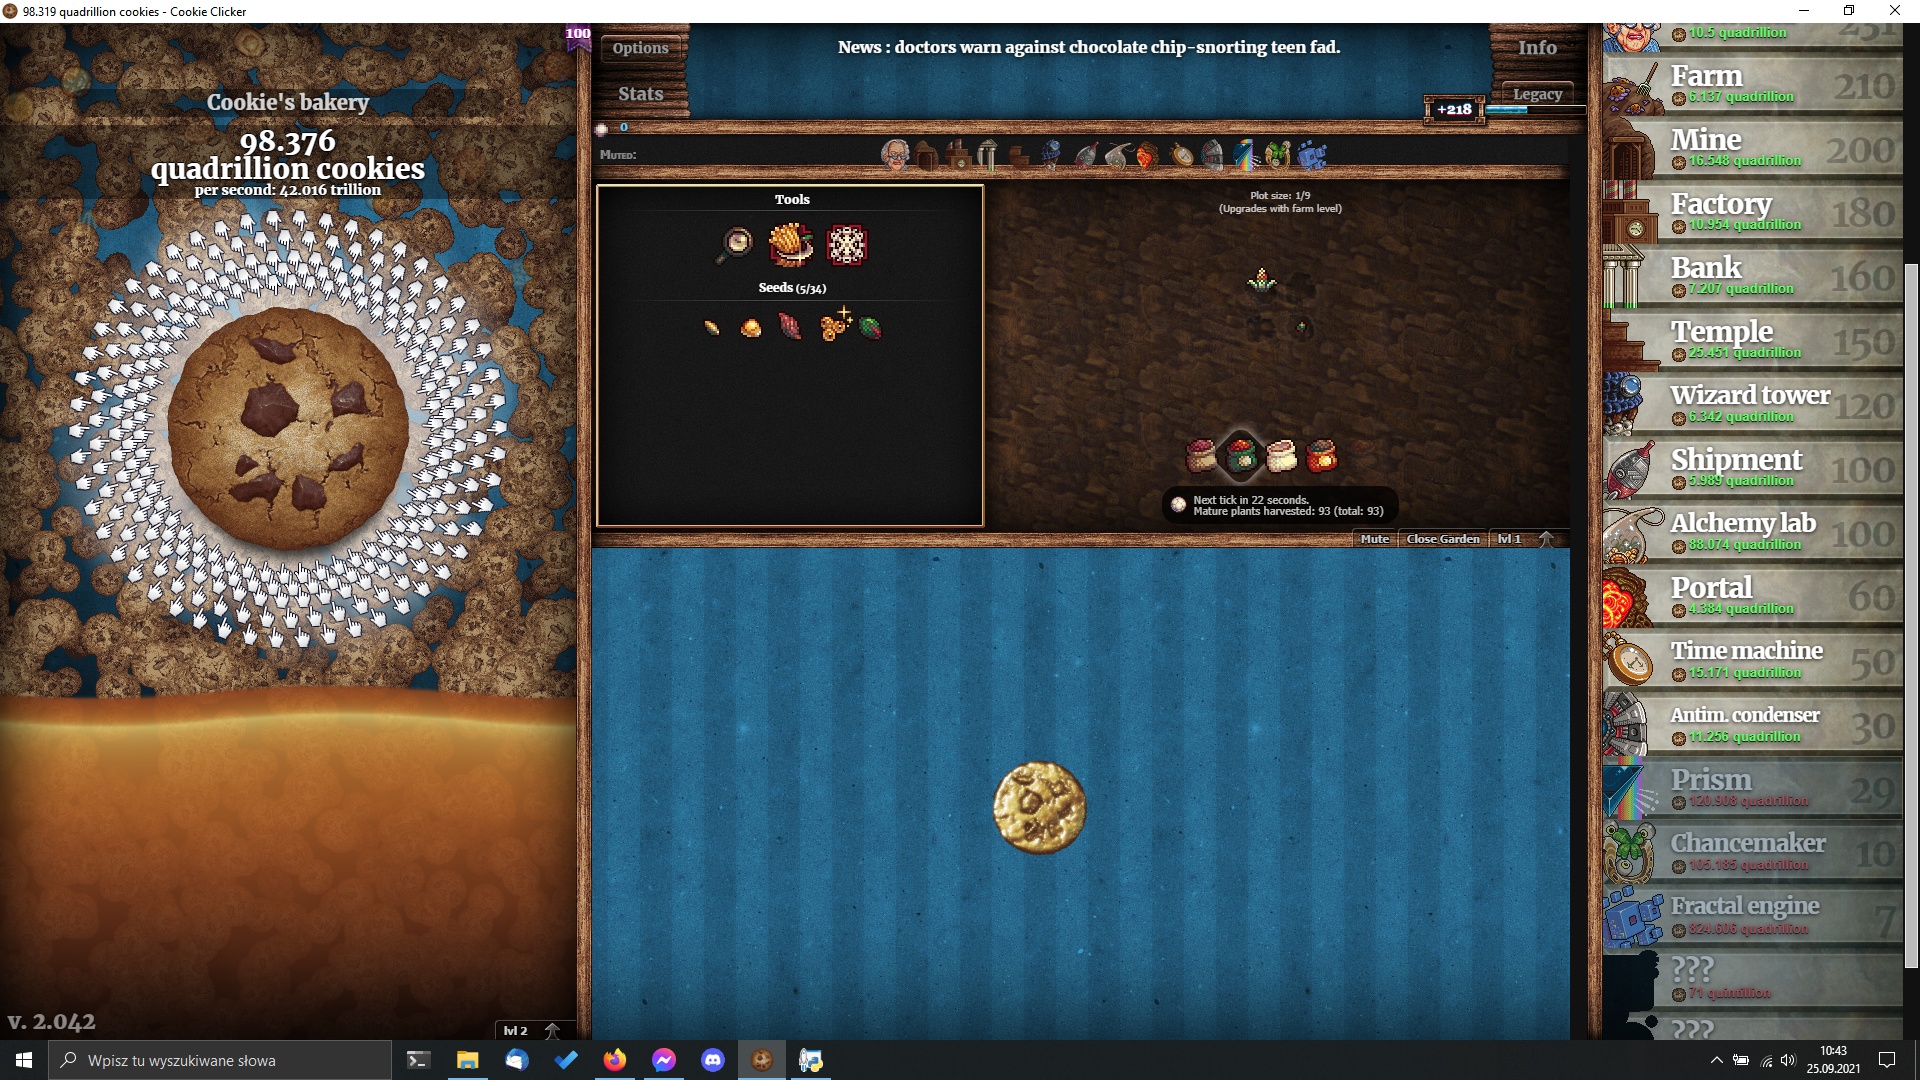 98.319 quadrillion cookies - Cookie Clicker
100
Cookie's bakery
98.376
quadrillion cookies
per second: 42.016 trillion
v. 2.042
lvl 2
Options
Stats
News : doctors warn against chocolate chip-snorting teen fad.
Info
Legacy
+218
0
Muted:
Tools
Seeds (5/34)
Plot size: 1/9
(Upgrades with farm level)
Next tick in 22 seconds.
Mature plants harvested: 93 (total: 93)
Mute
Close Garden
lvl 1
10.5 quadrillion
231
Farm
6.137 quadrillion
210
Mine
16.548 quadrillion
200
Factory
10.954 quadrillion
180
Bank
7.207 quadrillion
160
Temple
25.451 quadrillion
150
Wizard tower
6.342 quadrillion
120
Shipment
5.989 quadrillion
100
Alchemy lab
88.074 quadrillion
100
Portal
4.384 quadrillion
60
Time machine
15.171 quadrillion
50
Antim. condenser
11.256 quadrillion
30
Prism
120.908 quadrillion
29
Chancemaker
105.185 quadrillion
10
Fractal engine
824.606 quadrillion
7
???
71 quintillion
???
Wpisz tu wyszukiwane słowa
10:43
25.09.2021